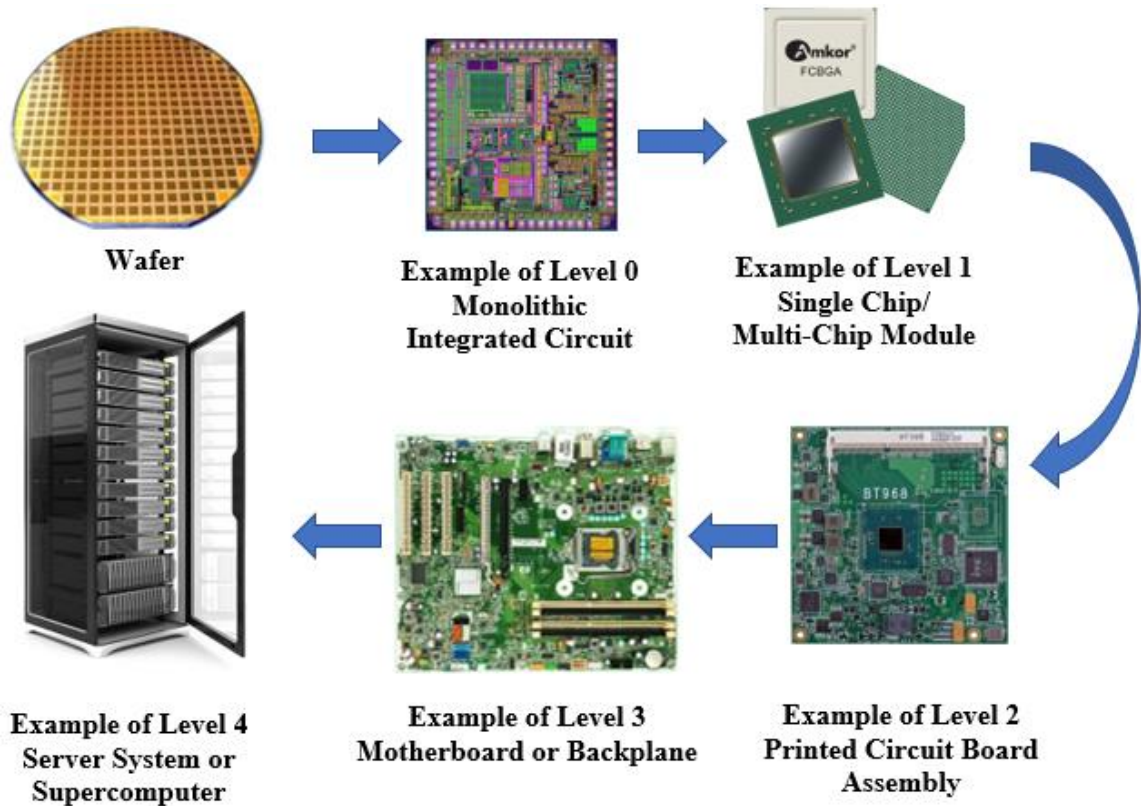 Amkor®
FCBGA
Wafer
Example of Level 0
Monolithic
Integrated Circuit
Example of Level 1
Single Chip/
Multi-Chip Module
BT968
Example of Level 4
Server System or
Supercomputer
Example of Level 3
Motherboard or Backplane
Example of Level 2
Printed Circuit Board
Assembly